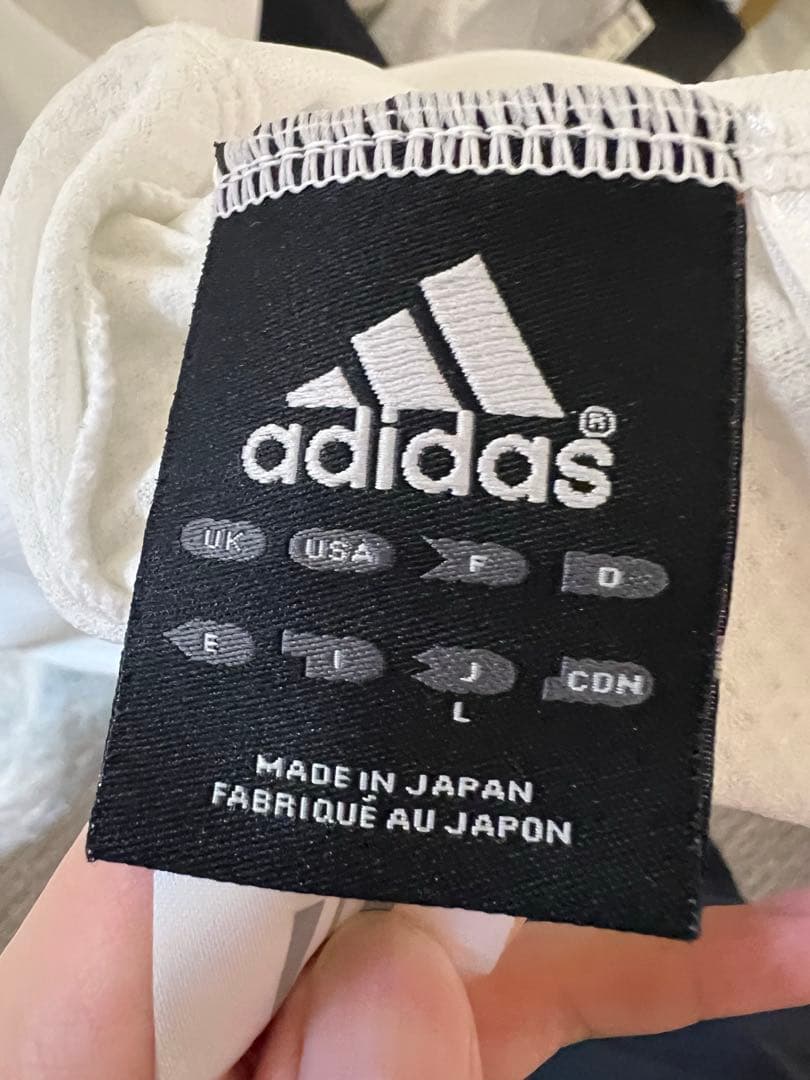 adidas®
UK USA F D
E I J CDN
L
MADE IN JAPAN
FABRIQUÉ AU JAPON